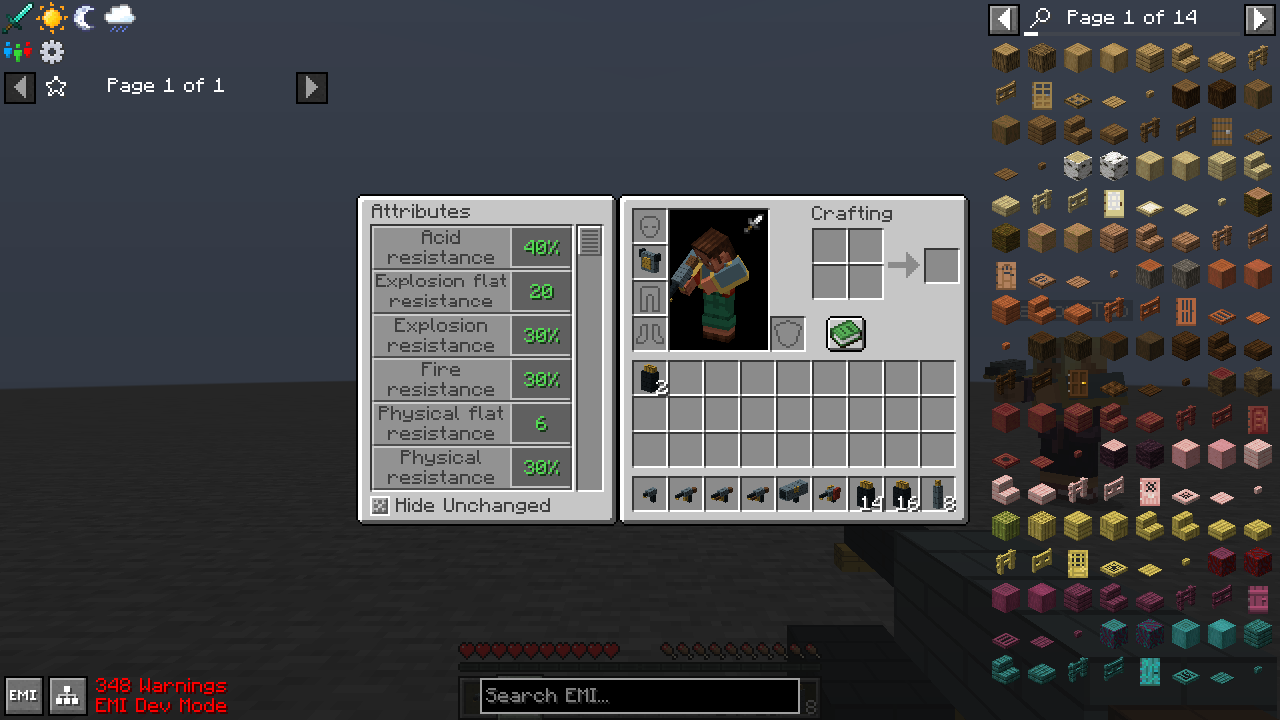 Page 1 of 14
Page 1 of 1
Attributes
Acid
resistance
40%
Explosion flat
resistance
20
Explosion
resistance
30%
Fire
resistance
30%
Physical flat
resistance
6
Physical
resistance
30%
Hide Unchanged
Crafting
2
14
16
8
EMI
348 Warnings
EMI Dev Mode
Search EMI...
8